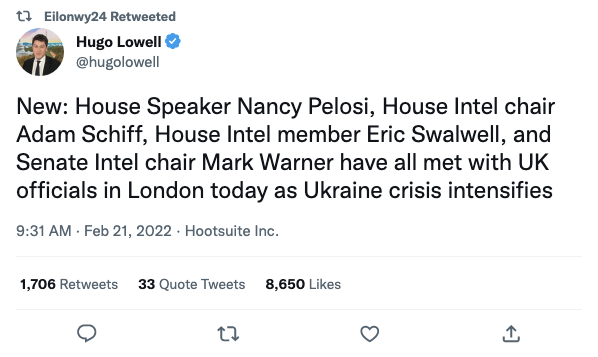 Eilonwy24 Retweeted
Hugo Lowell
@hugolowell
New: House Speaker Nancy Pelosi, House Intel chair
Adam Schiff, House Intel member Eric Swalwell, and
Senate Intel chair Mark Warner have all met with UK
officials in London today as Ukraine crisis intensifies
9:31 AM · Feb 21, 2022 · Hootsuite Inc.
1,706 Retweets 33 Quote Tweets 8,650 Likes